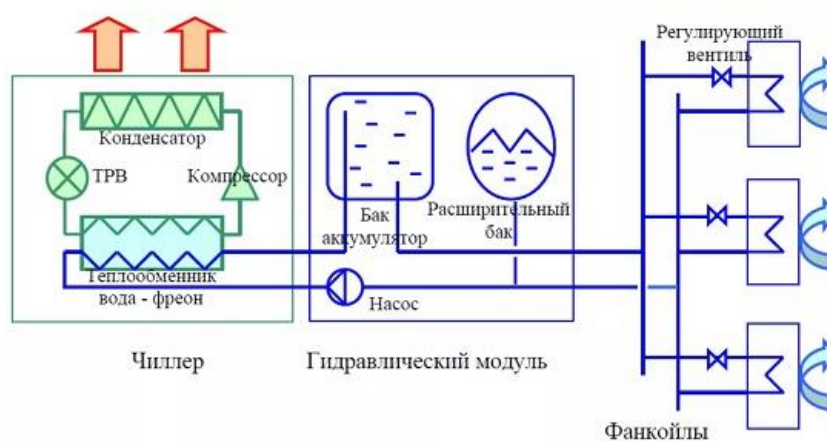 Регулирующий
вентиль
Конденсатор
ТРВ
Компрессор
Бак
аккумулятор
Расширительный
бак
Теплообменник
вода - фреон
Насос
Чиллер
Гидравлический модуль
Фанкойлы